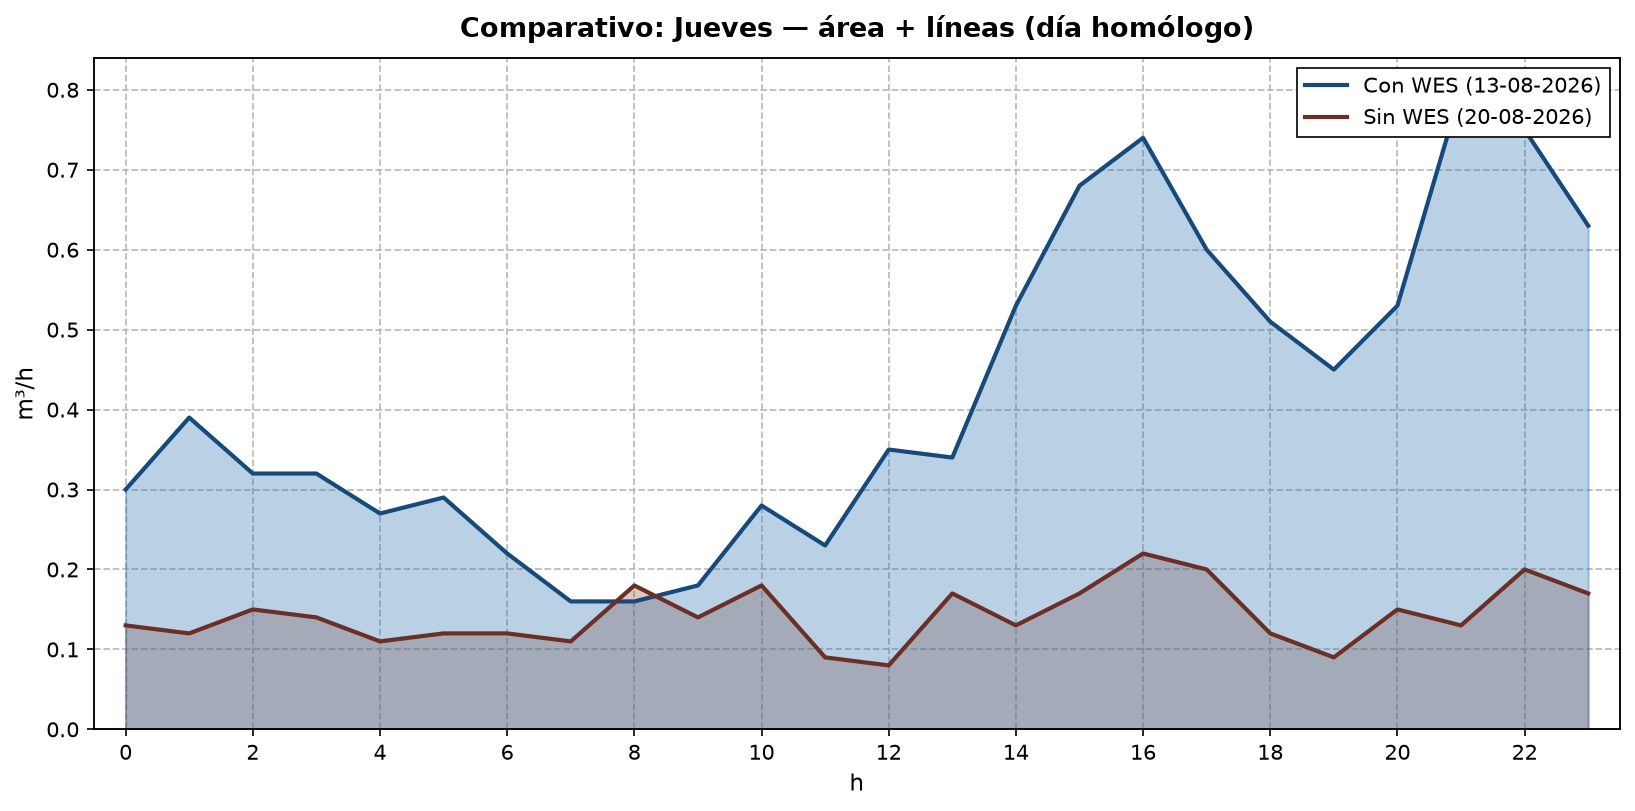 Comparativo: Jueves — área + líneas (día homólogo)
Con WES (13-08-2026)
Sin WES (20-08-2026)
m³/h
0.8
0.7
0.6
0.5
0.4
0.3
0.2
0.1
0.0
0 2 4 6 8 10 12 14 16 18 20 22
h